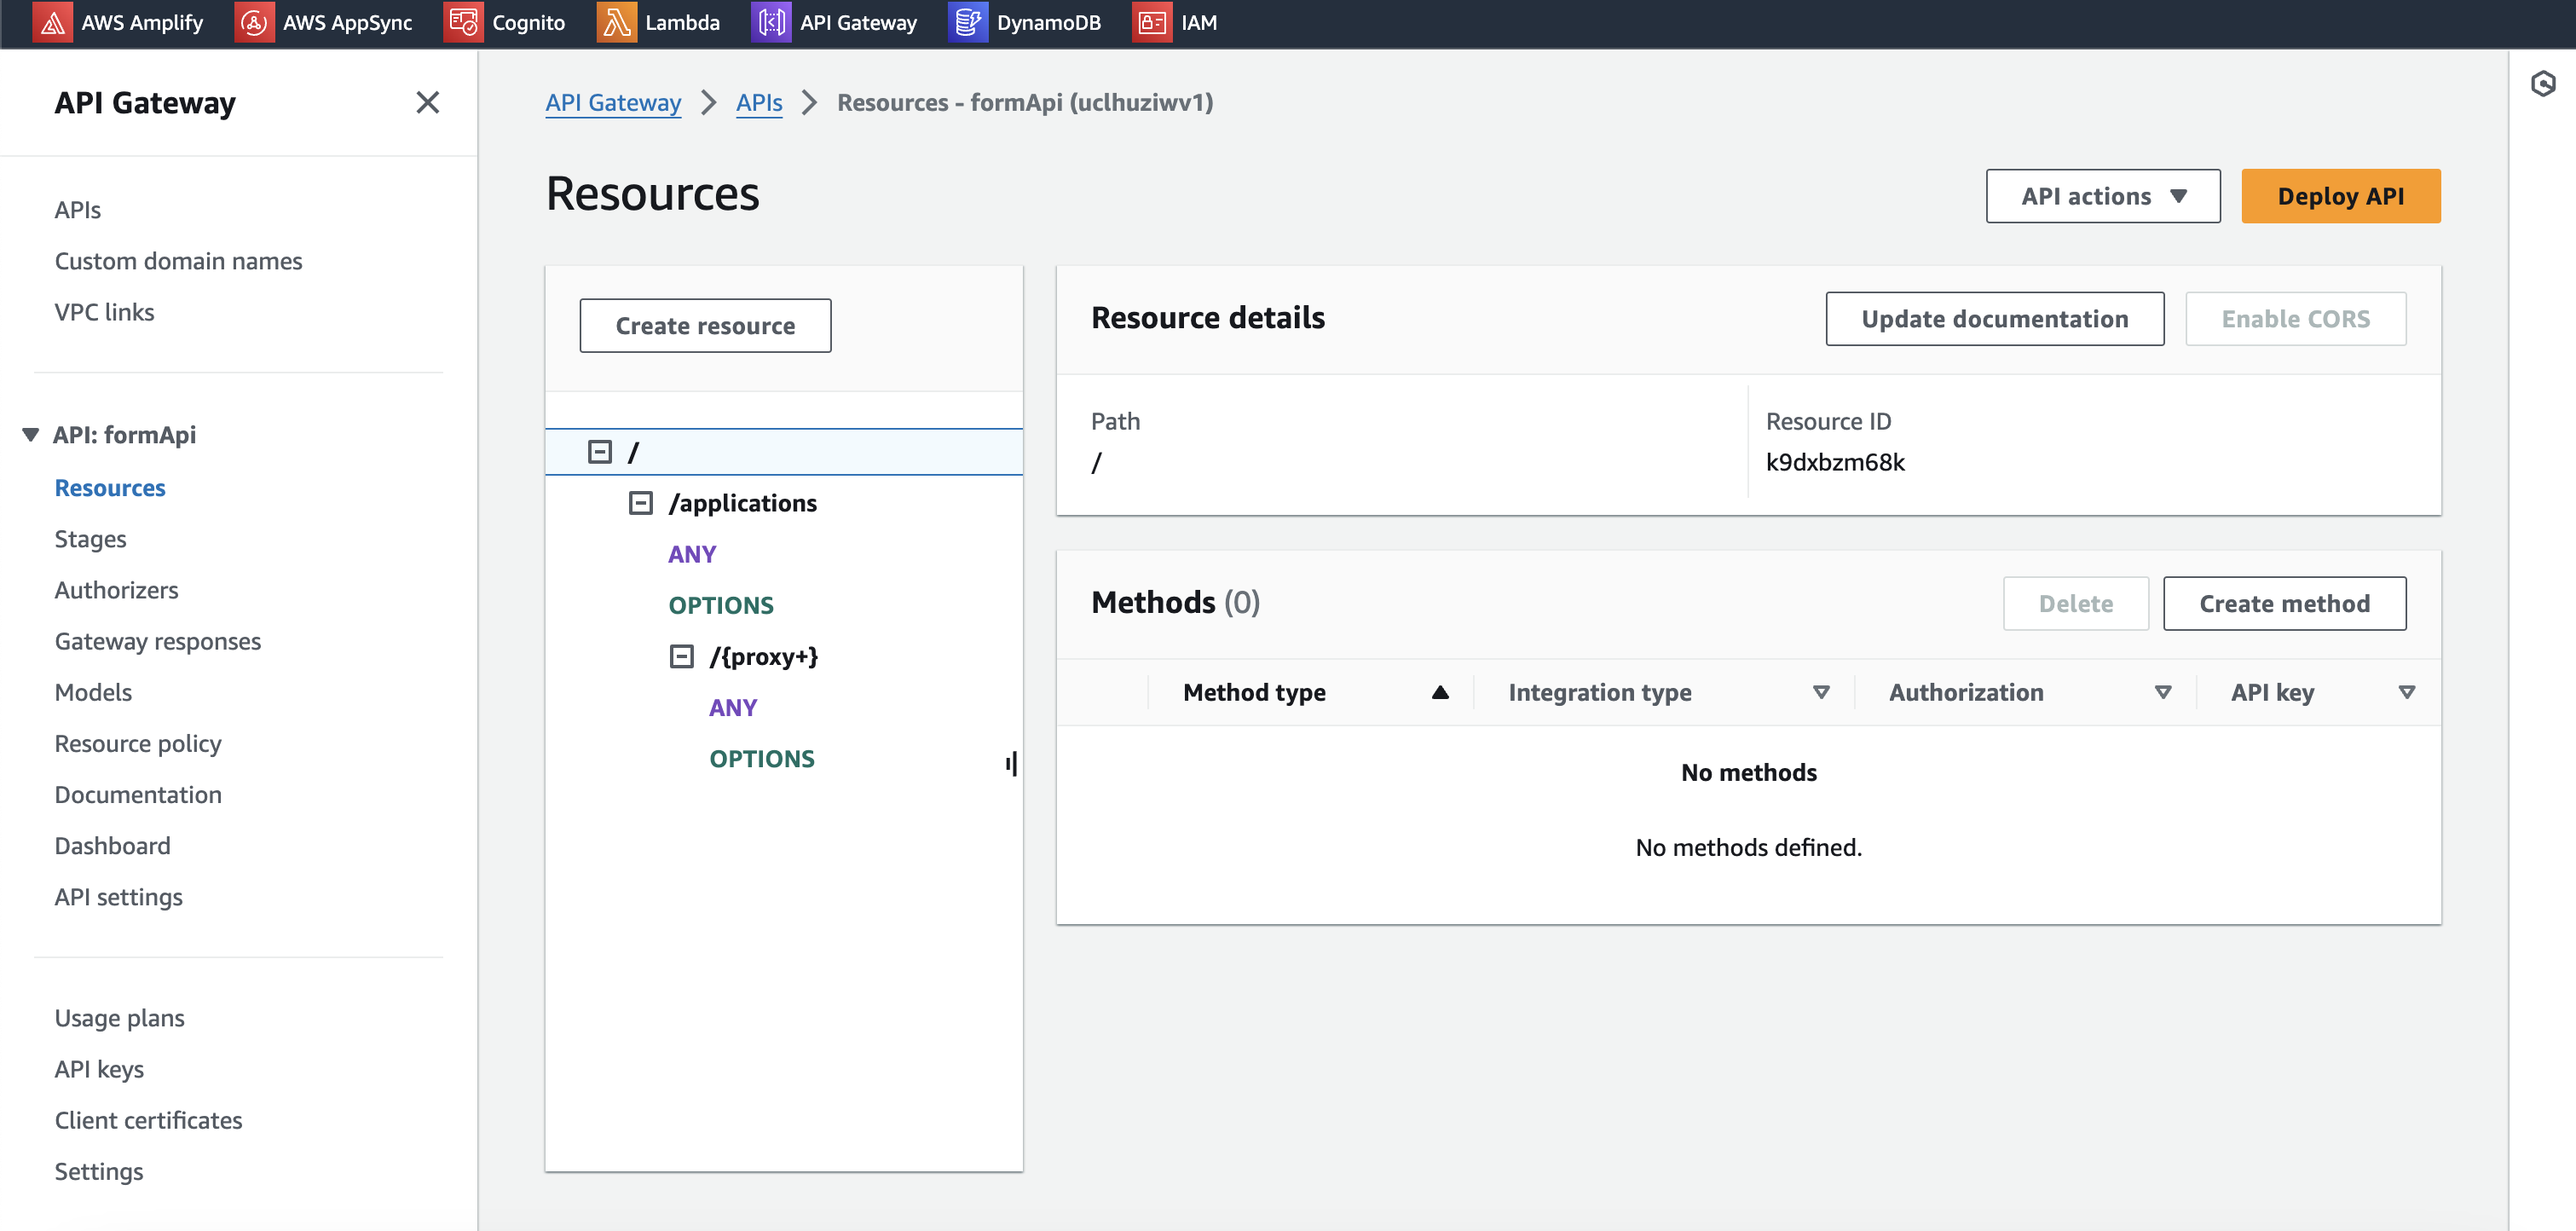 AWS Amplify AWS AppSync Cognito Lambda API Gateway DynamoDB IAM
API Gateway
APIs
Custom domain names
VPC links
API: formApi
Resources
Stages
Authorizers
Gateway responses
Models
Resource policy
Documentation
Dashboard
API settings
Usage plans
API keys
Client certificates
Settings
API Gateway > APIs > Resources - formApi (uclhuziwv1)
Resources
API actions Deploy API
Create resource
/
/applications
ANY
OPTIONS
/{proxy+}
ANY
OPTIONS
Resource details
Update documentation Enable CORS
Path
/
Resource ID
k9dxbzm68k
Methods (0)
Delete Create method
Method type Integration type Authorization API key
No methods
No methods defined.